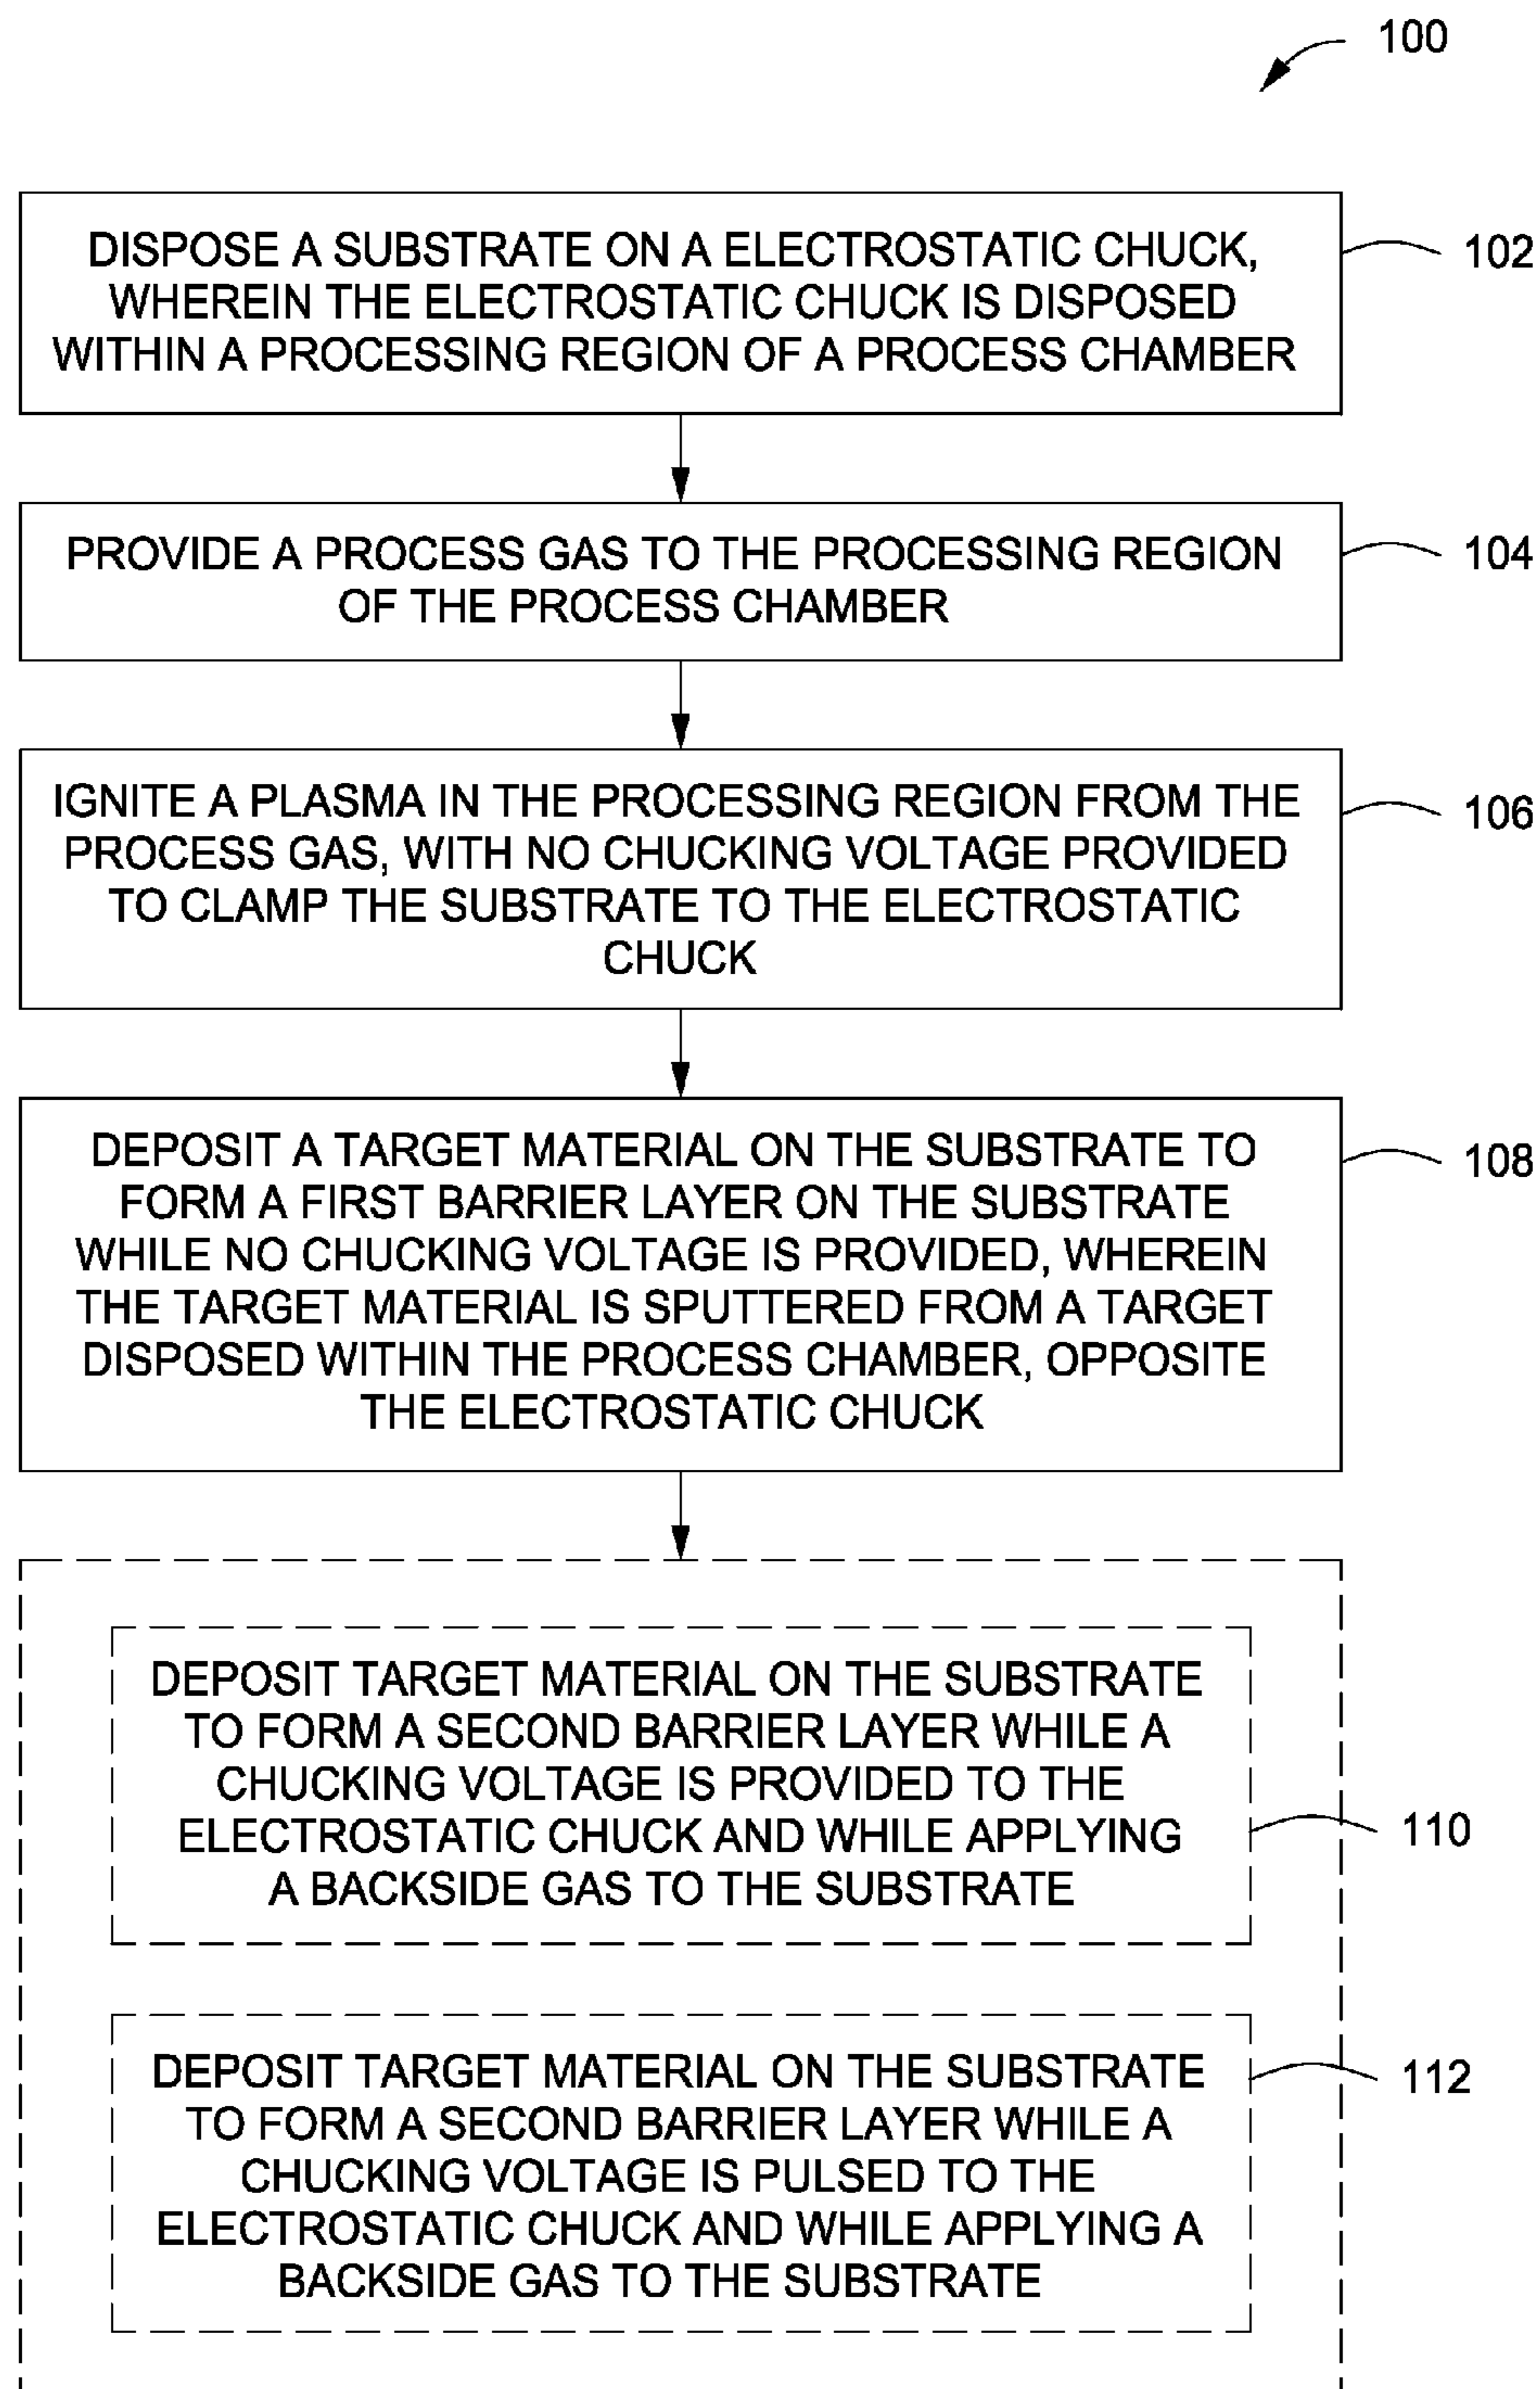 100
DISPOSE A SUBSTRATE ON A ELECTROSTATIC CHUCK,
WHEREIN THE ELECTROSTATIC CHUCK IS DISPOSED
WITHIN A PROCESSING REGION OF A PROCESS CHAMBER
102
PROVIDE A PROCESS GAS TO THE PROCESSING REGION
OF THE PROCESS CHAMBER
104
IGNITE A PLASMA IN THE PROCESSING REGION FROM THE
PROCESS GAS, WITH NO CHUCKING VOLTAGE PROVIDED
TO CLAMP THE SUBSTRATE TO THE ELECTROSTATIC
CHUCK
106
DEPOSIT A TARGET MATERIAL ON THE SUBSTRATE TO
FORM A FIRST BARRIER LAYER ON THE SUBSTRATE
WHILE NO CHUCKING VOLTAGE IS PROVIDED, WHEREIN
THE TARGET MATERIAL IS SPUTTERED FROM A TARGET
DISPOSED WITHIN THE PROCESS CHAMBER, OPPOSITE
THE ELECTROSTATIC CHUCK
108
DEPOSIT TARGET MATERIAL ON THE SUBSTRATE
TO FORM A SECOND BARRIER LAYER WHILE A
CHUCKING VOLTAGE IS PROVIDED TO THE
ELECTROSTATIC CHUCK AND WHILE APPLYING
A BACKSIDE GAS TO THE SUBSTRATE
110
DEPOSIT TARGET MATERIAL ON THE SUBSTRATE
TO FORM A SECOND BARRIER LAYER WHILE A
CHUCKING VOLTAGE IS PULSED TO THE
ELECTROSTATIC CHUCK AND WHILE APPLYING A
BACKSIDE GAS TO THE SUBSTRATE
112